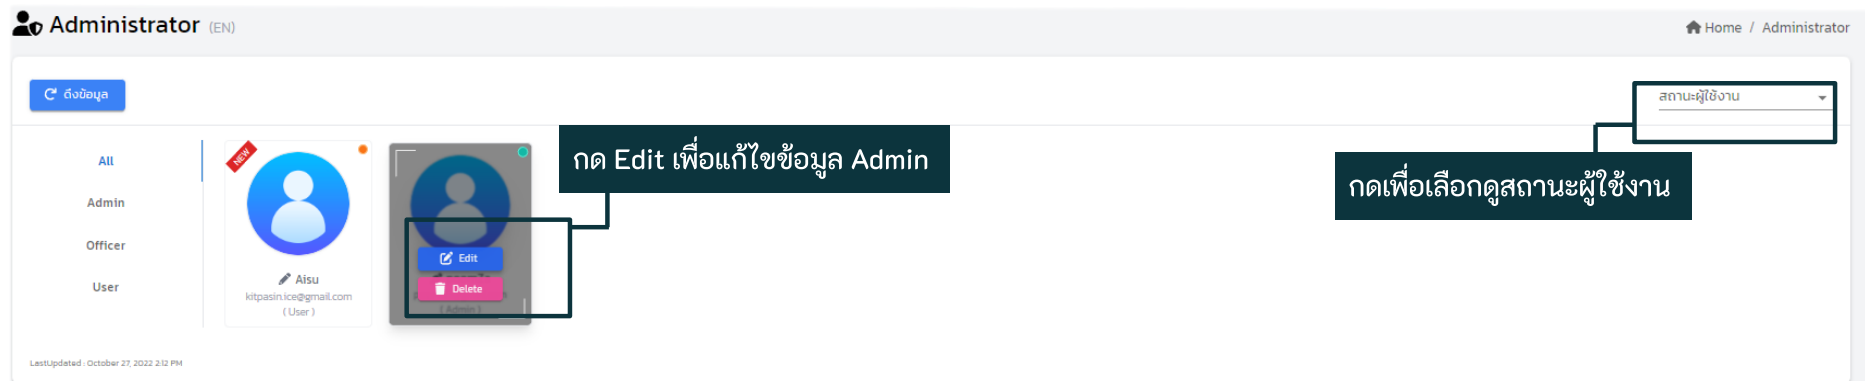 Administrator (EN)
Home / Administrator
ดึงข้อมูล
สถานะผู้ใช้งาน
All
Admin
Officer
User
NEW
Aisu
kitpasin.ice@gmail.com
( User )
Edit
Delete
( Admin )
กด Edit เพื่อแก้ไขข้อมูล Admin
กดเพื่อเลือกดูสถานะผู้ใช้งาน
LastUpdated : October 27, 2022 2:12 PM